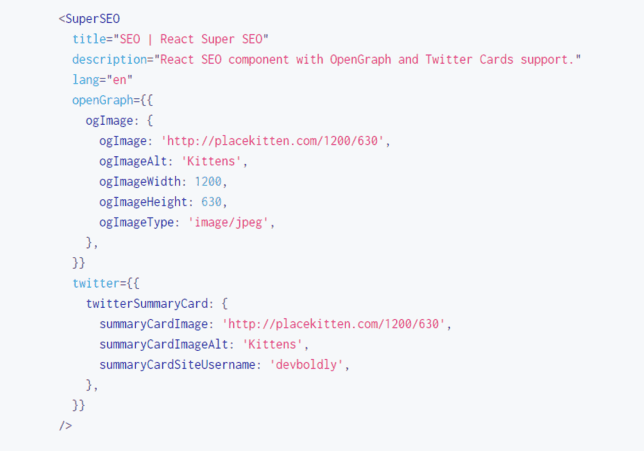 <SuperSEO
title="SEO | React Super SEO"
description="React SEO component with OpenGraph and Twitter Cards support."
lang="en"
openGraph={{
ogImage: {
ogImage: 'http://placekitten.com/1200/630',
ogImageAlt: 'Kittens',
ogImageWidth: 1200,
ogImageHeight: 630,
ogImageType: 'image/jpeg',
},
}}
twitter={{
twitterSummaryCard: {
summaryCardImage: 'http://placekitten.com/1200/630',
summaryCardImageAlt: 'Kittens',
summaryCardSiteUsername: 'devboldly',
},
}}
/>